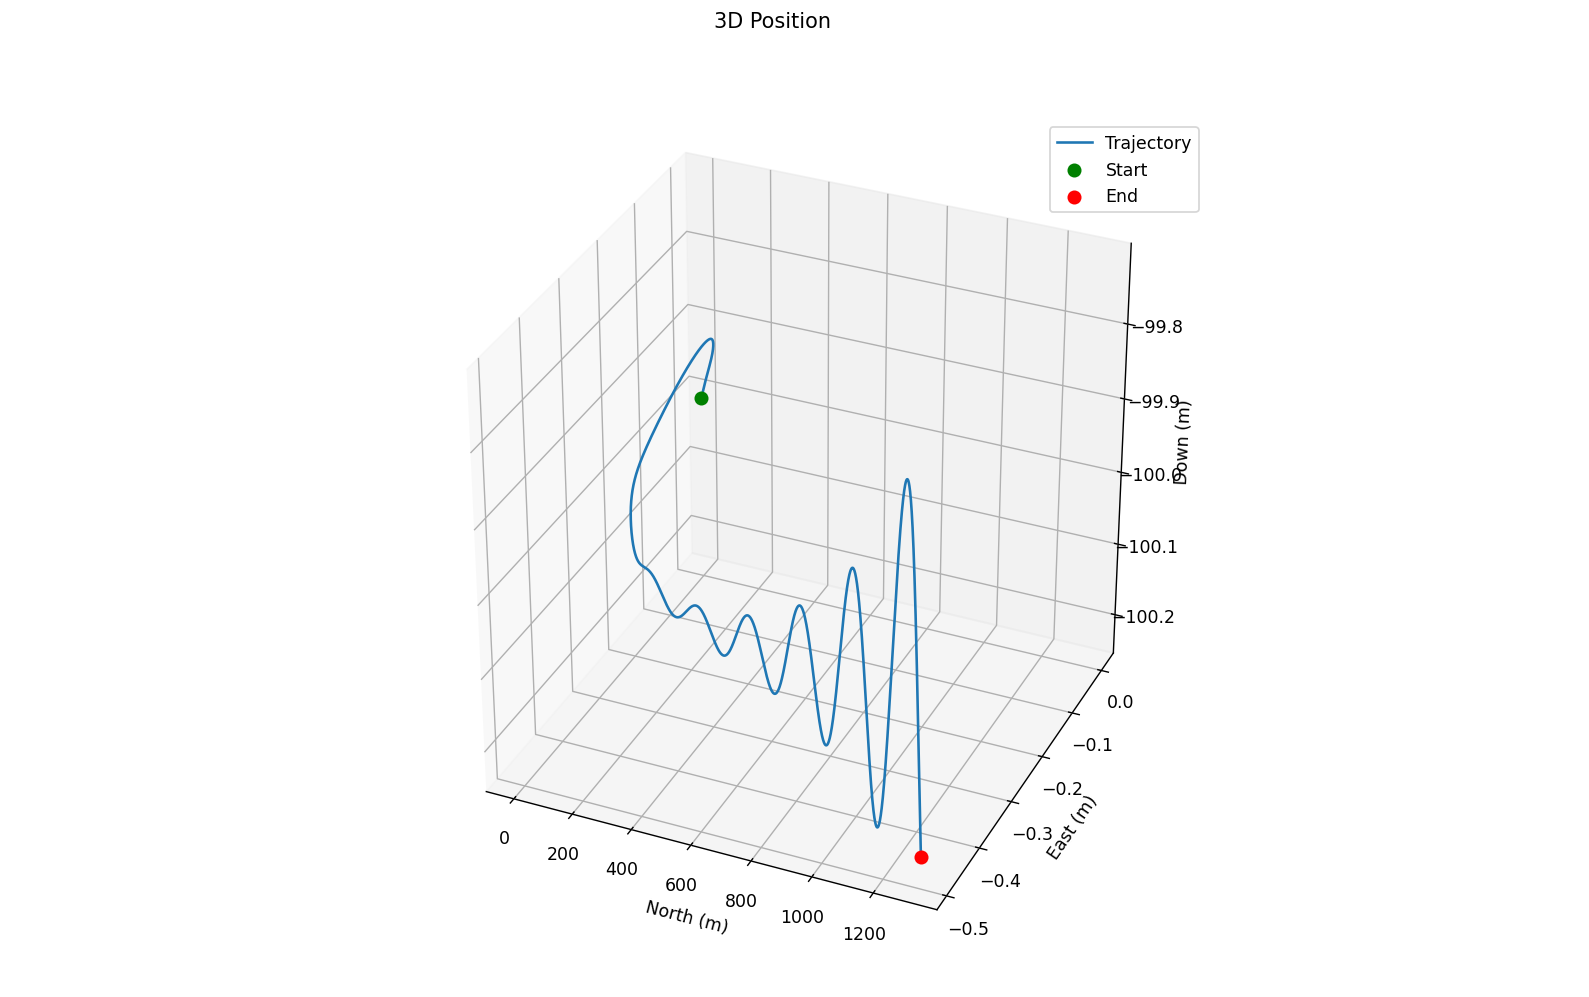 3D Position
Trajectory
Start
End
−99.8
−99.9
−100.0
−100.1
−100.2
Down (m)
0.0
−0.1
−0.2
−0.3
−0.4
−0.5
East (m)
0
200
400
600
800
1000
1200
North (m)